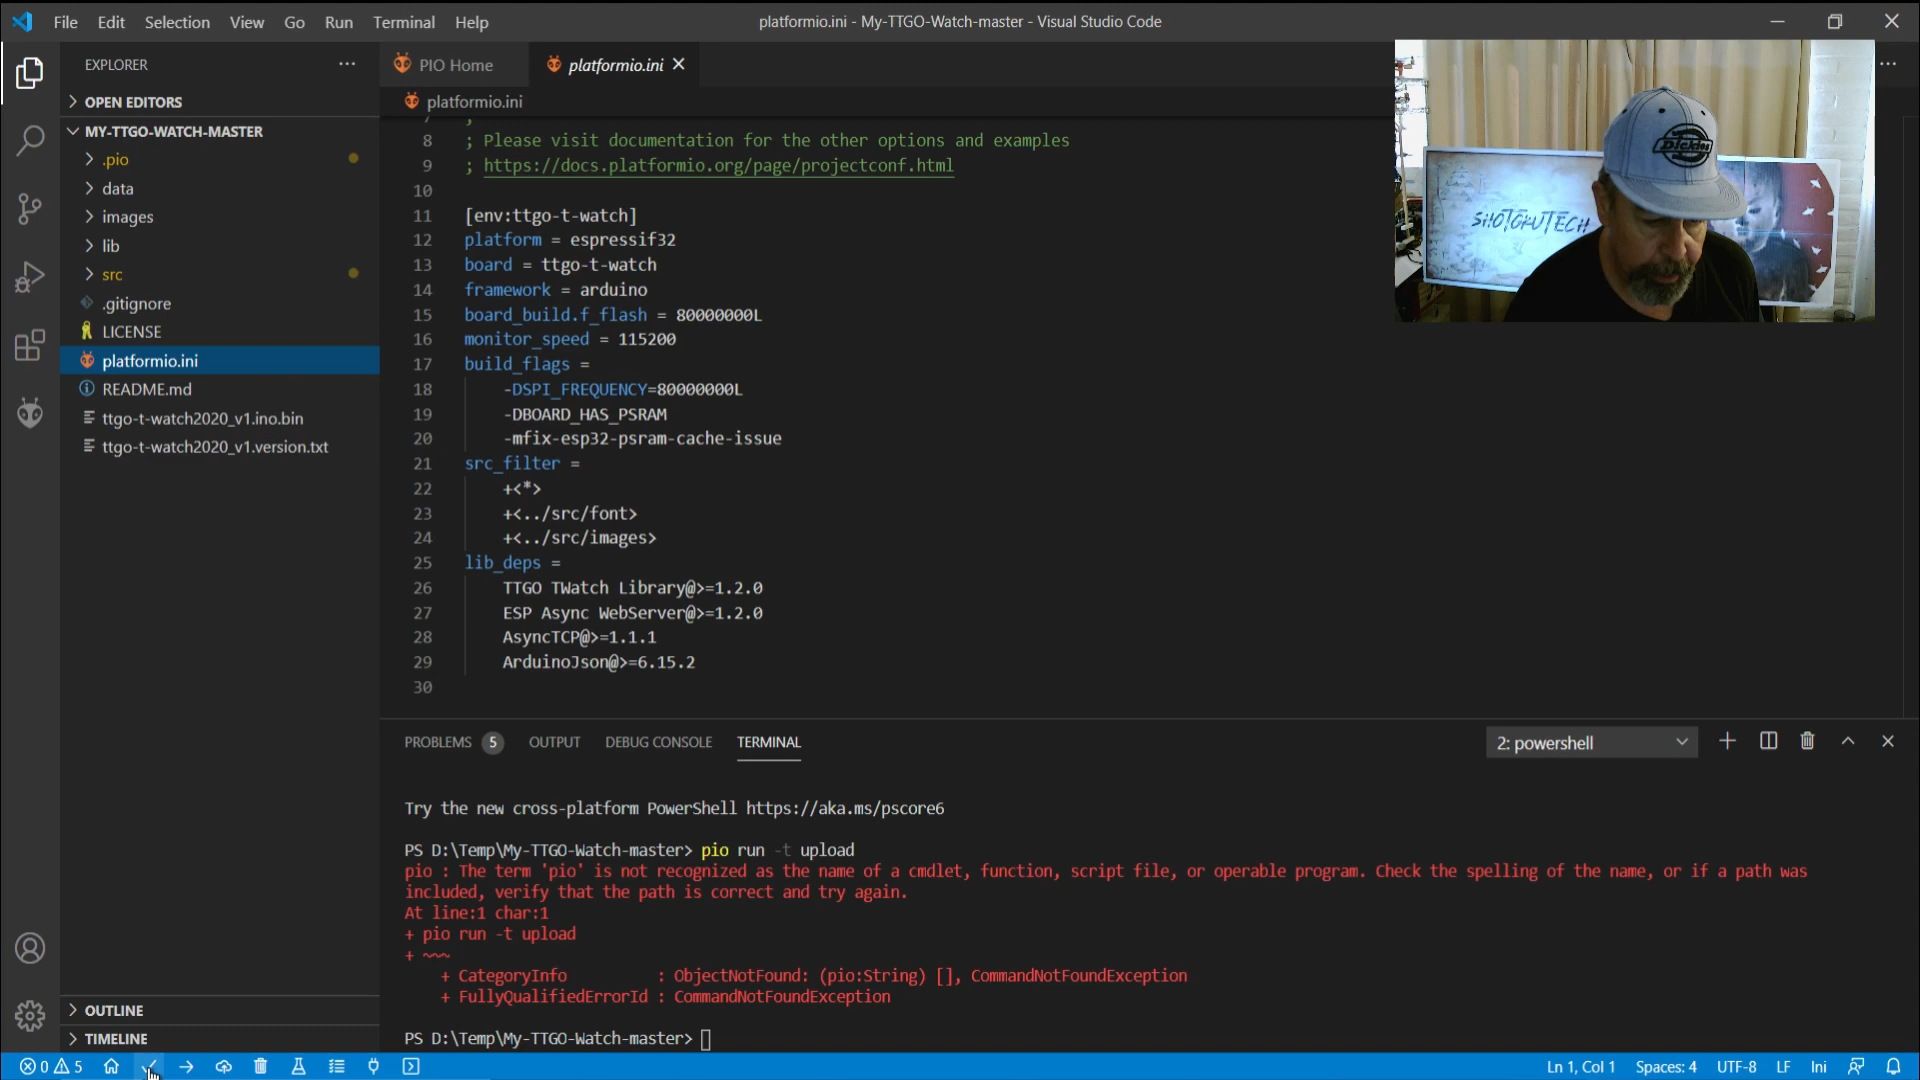 File Edit Selection View Go Run Terminal Help
platformio.ini - My-TTGO-Watch-master - Visual Studio Code
EXPLORER
OPEN EDITORS
MY-TTGO-WATCH-MASTER
.pio
data
images
lib
src
.gitignore
LICENSE
platformio.ini
README.md
ttgo-t-watch2020_v1.ino.bin
ttgo-t-watch2020_v1.version.txt
OUTLINE
TIMELINE
PIO Home
platformio.ini
platformio.ini
7 ;
8 ; Please visit documentation for the other options and examples
9 ; https://docs.platformio.org/page/projectconf.html
10
11 [env:ttgo-t-watch]
12 platform = espressif32
13 board = ttgo-t-watch
14 framework = arduino
15 board_build.f_flash = 80000000L
16 monitor_speed = 115200
17 build_flags =
18 -DSPI_FREQUENCY=80000000L
19 -DBOARD_HAS_PSRAM
20 -mfix-esp32-psram-cache-issue
21 src_filter =
22 +<*>
23 +<../src/font>
24 +<../src/images>
25 lib_deps =
26 TTGO TWatch Library@>=1.2.0
27 ESP Async WebServer@>=1.2.0
28 AsyncTCP@>=1.1.1
29 ArduinoJson@>=6.15.2
30
Dickies
SHOTOKUTECH
PROBLEMS 5 OUTPUT DEBUG CONSOLE TERMINAL
2: powershell
Try the new cross-platform PowerShell https://aka.ms/pscore6
PS D:\Temp\My-TTGO-Watch-master> pio run -t upload
pio : The term 'pio' is not recognized as the name of a cmdlet, function, script file, or operable program. Check the spelling of the name, or if a path was
included, verify that the path is correct and try again.
At line:1 char:1
+ pio run -t upload
+ ~~~
+ CategoryInfo : ObjectNotFound: (pio:String) [], CommandNotFoundException
+ FullyQualifiedErrorId : CommandNotFoundException
PS D:\Temp\My-TTGO-Watch-master>
0 5
Ln 1, Col 1 Spaces: 4 UTF-8 LF Ini